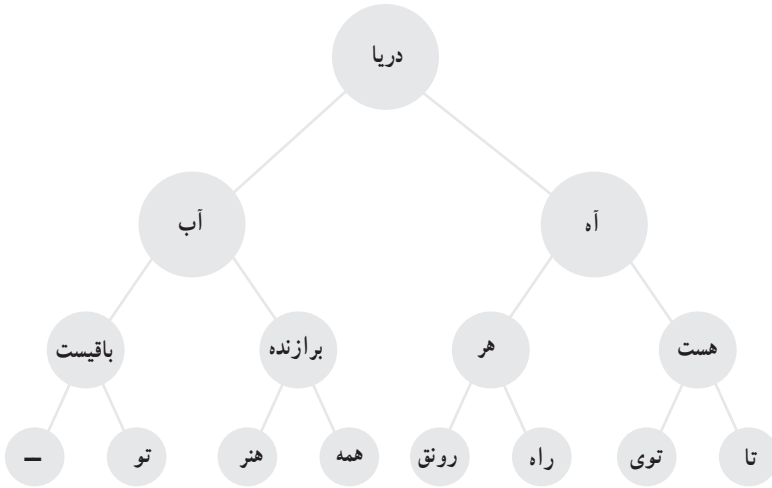 دریا
آه آب
هست هر برازنده باقیست
تا توی راه رونق همه هنر تو –